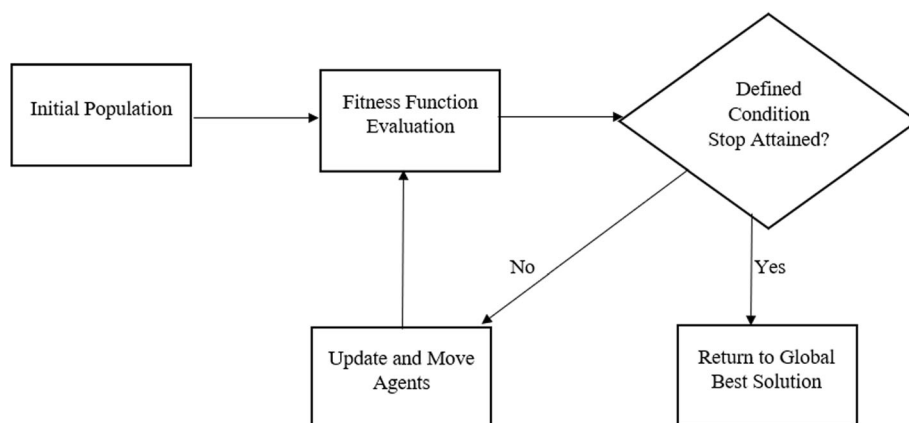 Initial Population
Fitness Function
Evaluation
Defined
Condition
Stop Attained?
No
Yes
Update and Move
Agents
Return to Global
Best Solution